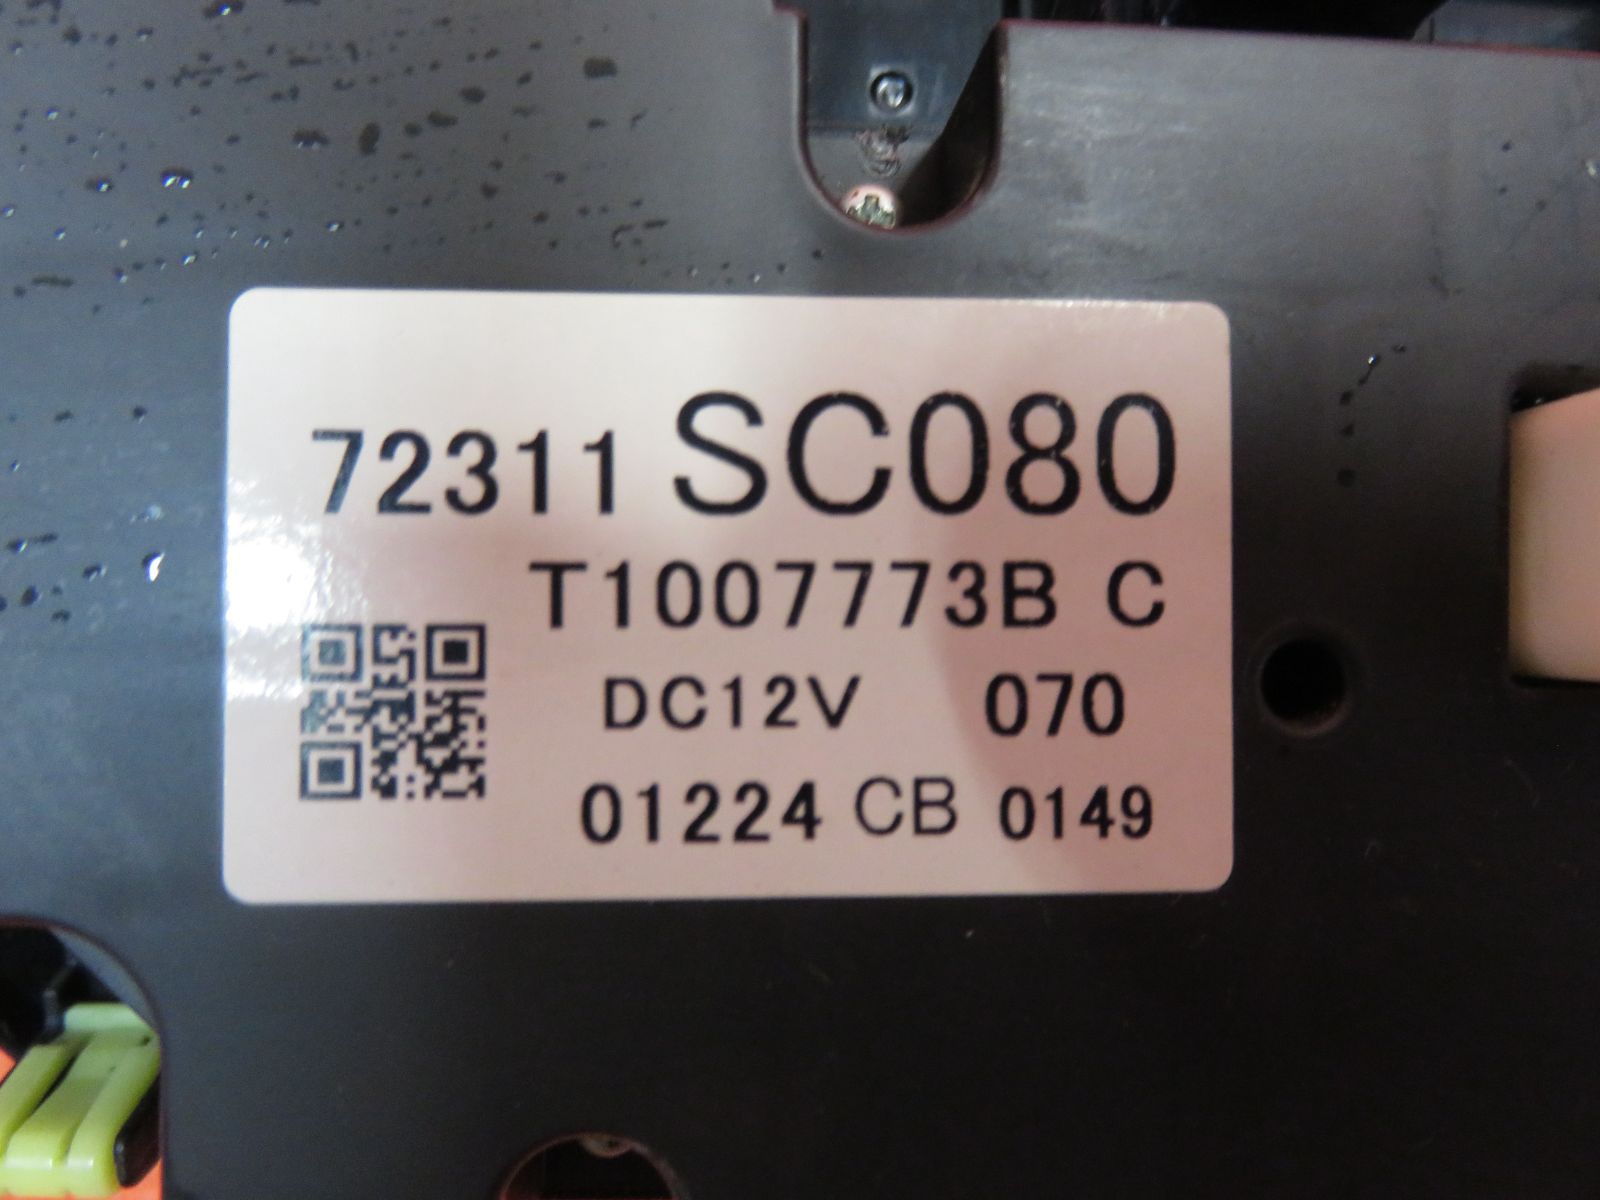 72311 SC080
T1007773B C
DC12V 070
01224 CB 0149